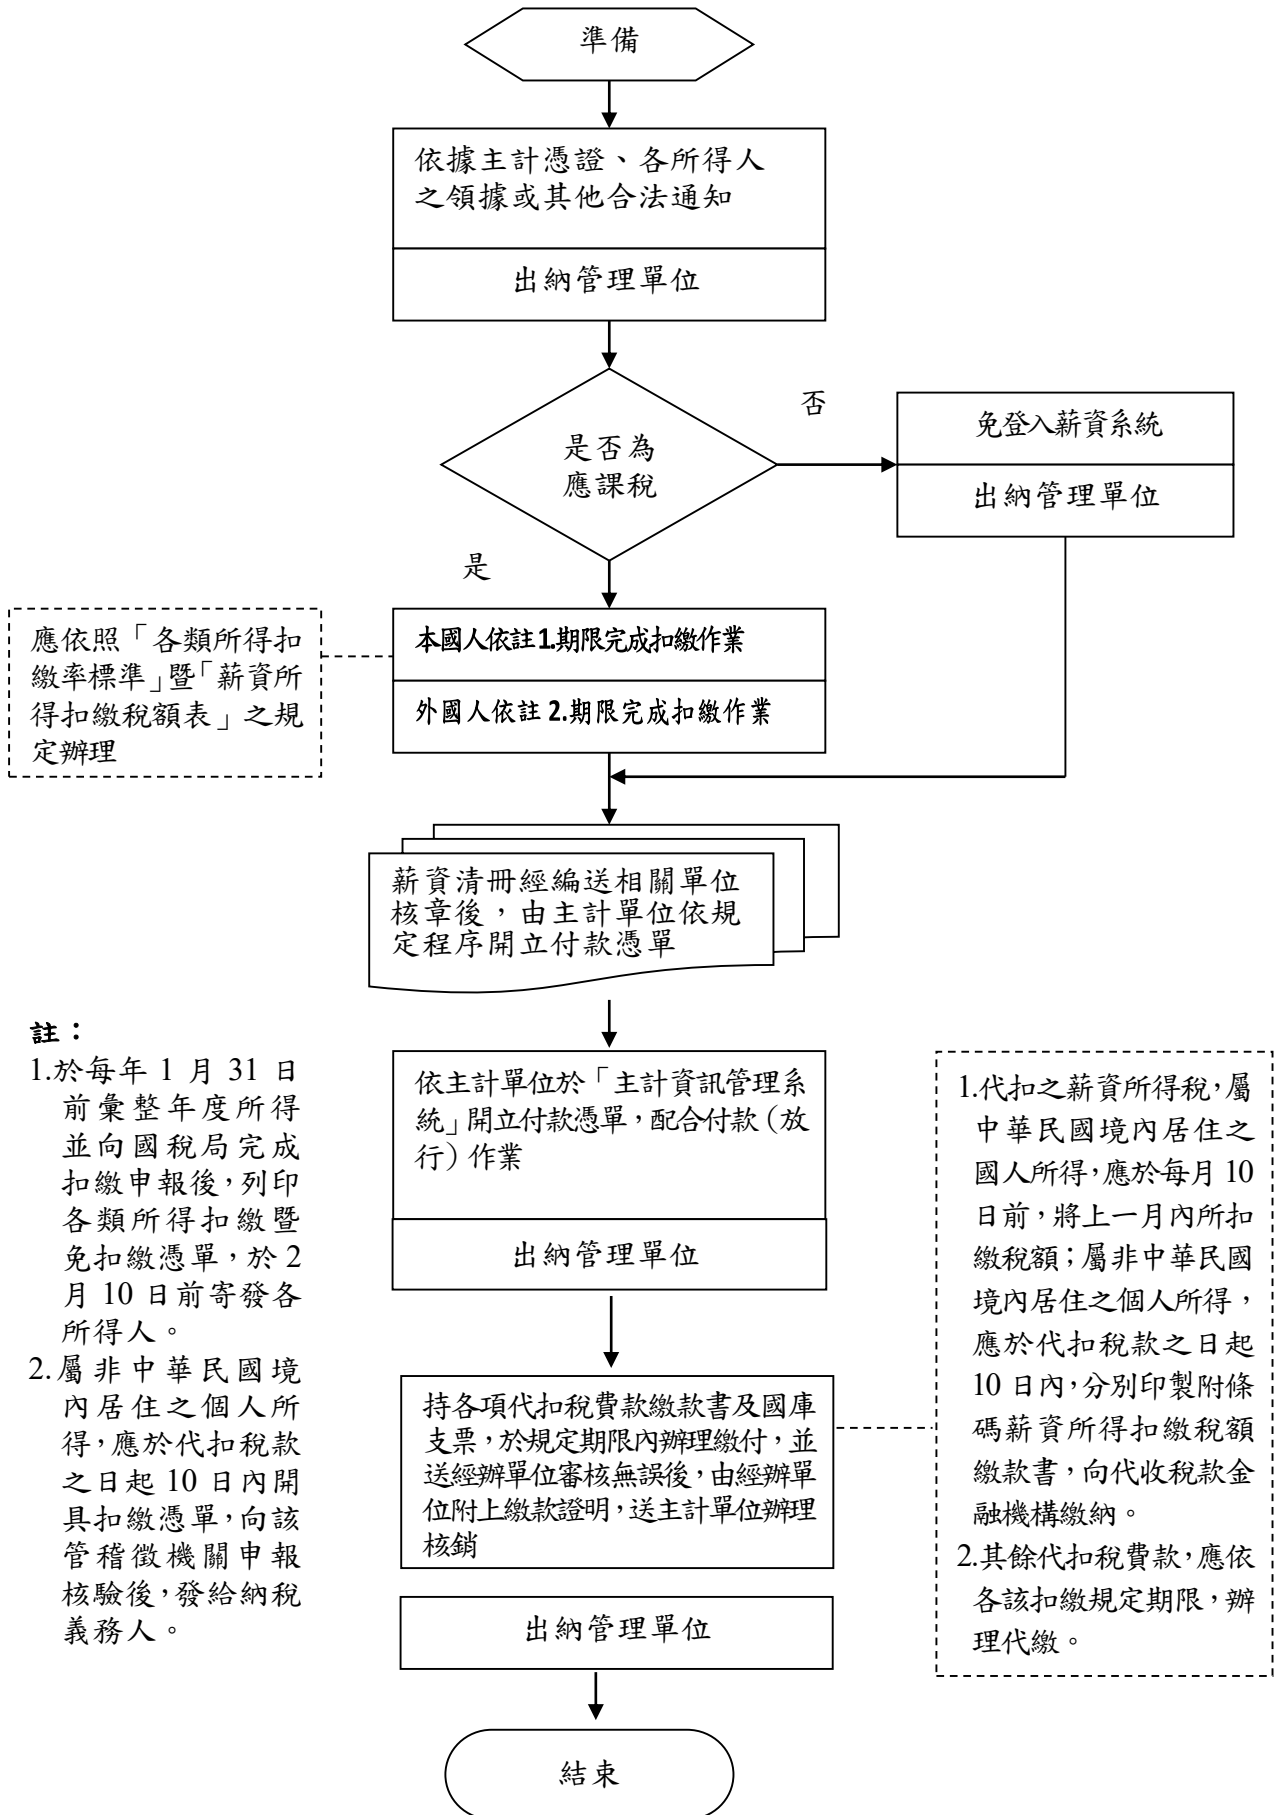 準備
依據主計憑證、各所得人
之領據或其他合法通知
出納管理單位
是否為
應課稅
否
免登入薪資系統
出納管理單位
是
應依照「各類所得扣
繳率標準」暨「薪資所
得扣繳稅額表」之規
定辦理
本國人依註1.期限完成扣繳作業
外國人依註 2.期限完成扣繳作業
薪資清冊經編送相關單位
核章後，由主計單位依規
定程序開立付款憑單
註：
1.於每年 1 月 31 日
前彙整年度所得
並向國稅局完成
扣繳申報後，列印
各類所得扣繳暨
免扣繳憑單，於 2
月 10 日前寄發各
所得人。
2.屬非中華民國境
內居住之個人所
得，應於代扣稅款
之日起 10 日內開
具扣繳憑單，向該
管稽徵機關申報
核驗後，發給納稅
義務人。
依主計單位於「主計資訊管理系
統」開立付款憑單，配合付款（放
行）作業
出納管理單位
持各項代扣稅費款繳款書及國庫
支票，於規定期限內辦理繳付，並
送經辦單位審核無誤後，由經辦單
位附上繳款證明，送主計單位辦理
核銷
出納管理單位
1.代扣之薪資所得稅，屬
中華民國境內居住之
國人所得，應於每月 10
日前，將上一月內所扣
繳稅額；屬非中華民國
境內居住之個人所得，
應於代扣稅款之日起
10 日內，分別印製附條
碼薪資所得扣繳稅額
繳款書，向代收稅款金
融機構繳納。
2.其餘代扣稅費款，應依
各該扣繳規定期限，辦
理代繳。
結束